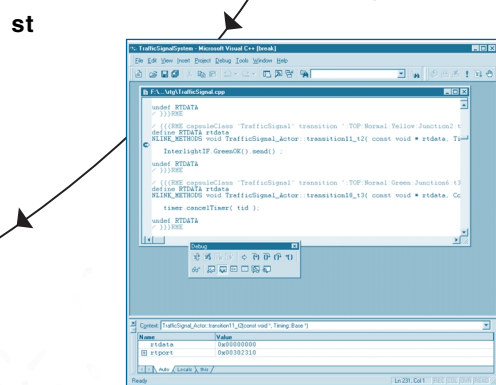 st
TrafficSignalSystem - Microsoft Visual C++ [break]
File Edit View Insert Project Debug Tools Window Help
F:\...\rtg\TrafficSignal.cpp
undef RTDATA
/ }}}RME
/ {{{RME capsuleClass 'TrafficSignal' transition ':TOP:Normal:Yellow:Junction2:
define RTDATA rtdata
NLINE_METHODS void TrafficSignal_Actor::transition11_t2( const void * rtdata, Ti
InterlightIF.GreenOK().send() ;
undef RTDATA
/ }}}RME
/ {{{RME capsuleClass 'TrafficSignal' transition ':TOP:Normal:Green:Junction6:t3
define RTDATA rtdata
NLINE_METHODS void TrafficSignal_Actor::transition18_t3( const void * rtdata, Co
timer.cancelTimer( tid );
undef RTDATA
/ }}}RME
Debug
Context: TrafficSignal_Actor::transition11_t2(const void *, Timing::Base *)
Name Value
rtdata 0x00000000
rtport 0x00302310
Auto Locals this
Ready Ln 231, Col 1